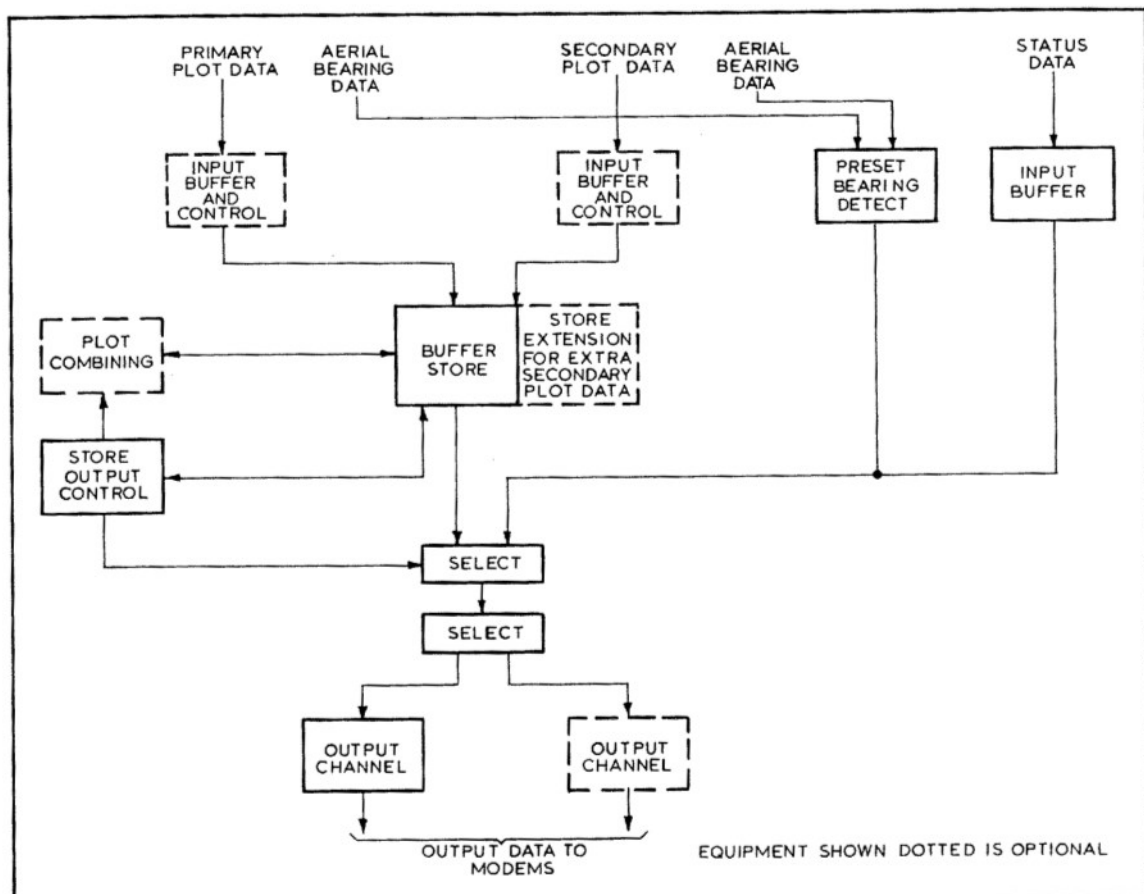 PRIMARY
PLOT DATA
AERIAL
BEARING
DATA
SECONDARY
PLOT DATA
AERIAL
BEARING
DATA
STATUS
DATA
INPUT
BUFFER
AND
CONTROL
INPUT
BUFFER
AND
CONTROL
PRESET
BEARING
DETECT
INPUT
BUFFER
PLOT
COMBINING
BUFFER
STORE
STORE
EXTENSION
FOR EXTRA
SECONDARY
PLOT DATA
STORE
OUTPUT
CONTROL
SELECT
SELECT
OUTPUT
CHANNEL
OUTPUT
CHANNEL
OUTPUT DATA TO
MODEMS
EQUIPMENT SHOWN DOTTED IS OPTIONAL